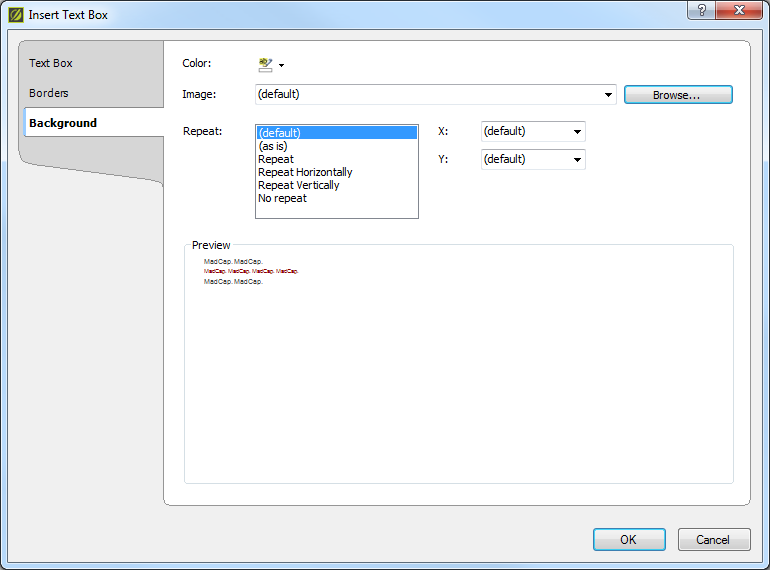 Insert Text Box
?
Text Box
Borders
Background
Color:
Image: (default) Browse...
Repeat: (default)
(as is)
Repeat
Repeat Horizontally
Repeat Vertically
No repeat
X: (default)
Y: (default)
Preview
MadCap. MadCap.
MadCap. MadCap. MadCap. MadCap.
MadCap. MadCap.
OK Cancel